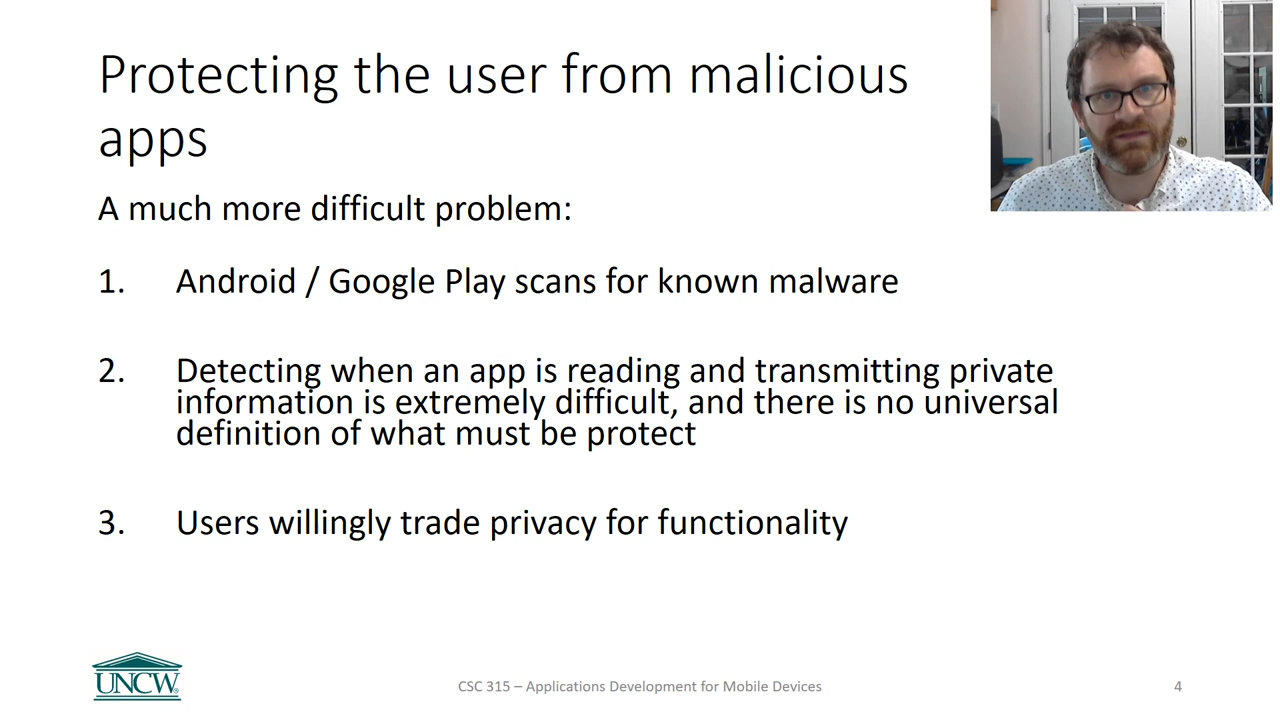 Protecting the user from malicious
apps
A much more difficult problem:
1. Android / Google Play scans for known malware
2. Detecting when an app is reading and transmitting private
information is extremely difficult, and there is no universal
definition of what must be protect
3. Users willingly trade privacy for functionality
UNCW
CSC 315 – Applications Development for Mobile Devices
4